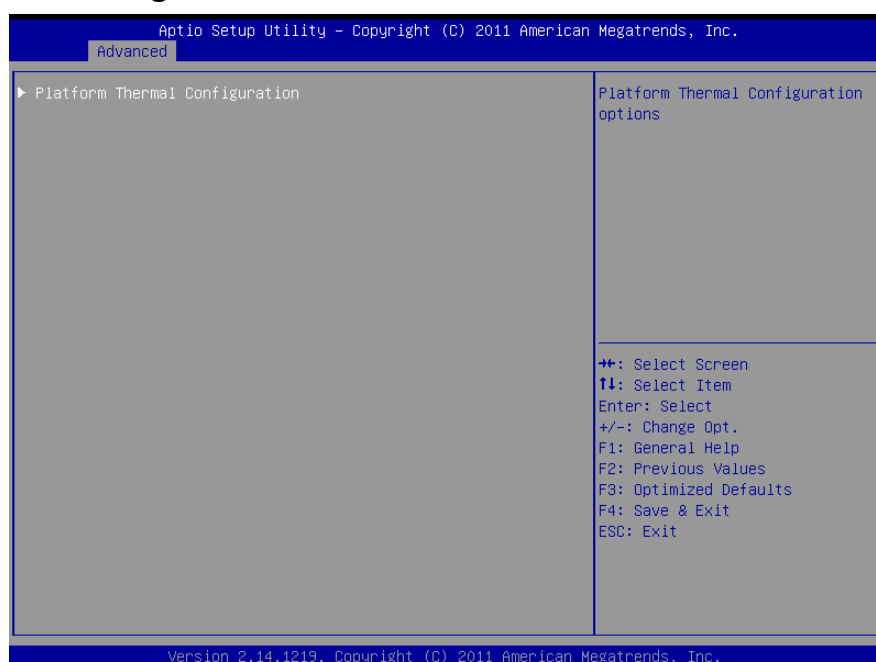 Aptio Setup Utility – Copyright (C) 2011 American Megatrends, Inc.
Advanced
▶ Platform Thermal Configuration
Platform Thermal Configuration
options
→←: Select Screen
↑↓: Select Item
Enter: Select
+/-: Change Opt.
F1: General Help
F2: Previous Values
F3: Optimized Defaults
F4: Save & Exit
ESC: Exit
Version 2.14.1219. Copyright (C) 2011 American Megatrends, Inc.